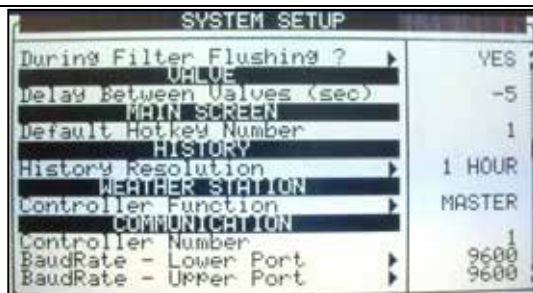 SYSTEM SETUP
During Filter Flushing ? YES
VALVE
Delay Between Valves (sec) -5
MAIN SCREEN
Default Hotkey Number 1
HISTORY
History Resolution 1 HOUR
WEATHER STATION
Controller Function MASTER
COMMUNICATION
Controller Number 1
BaudRate - Lower Port 9600
BaudRate - Upper Port 9600